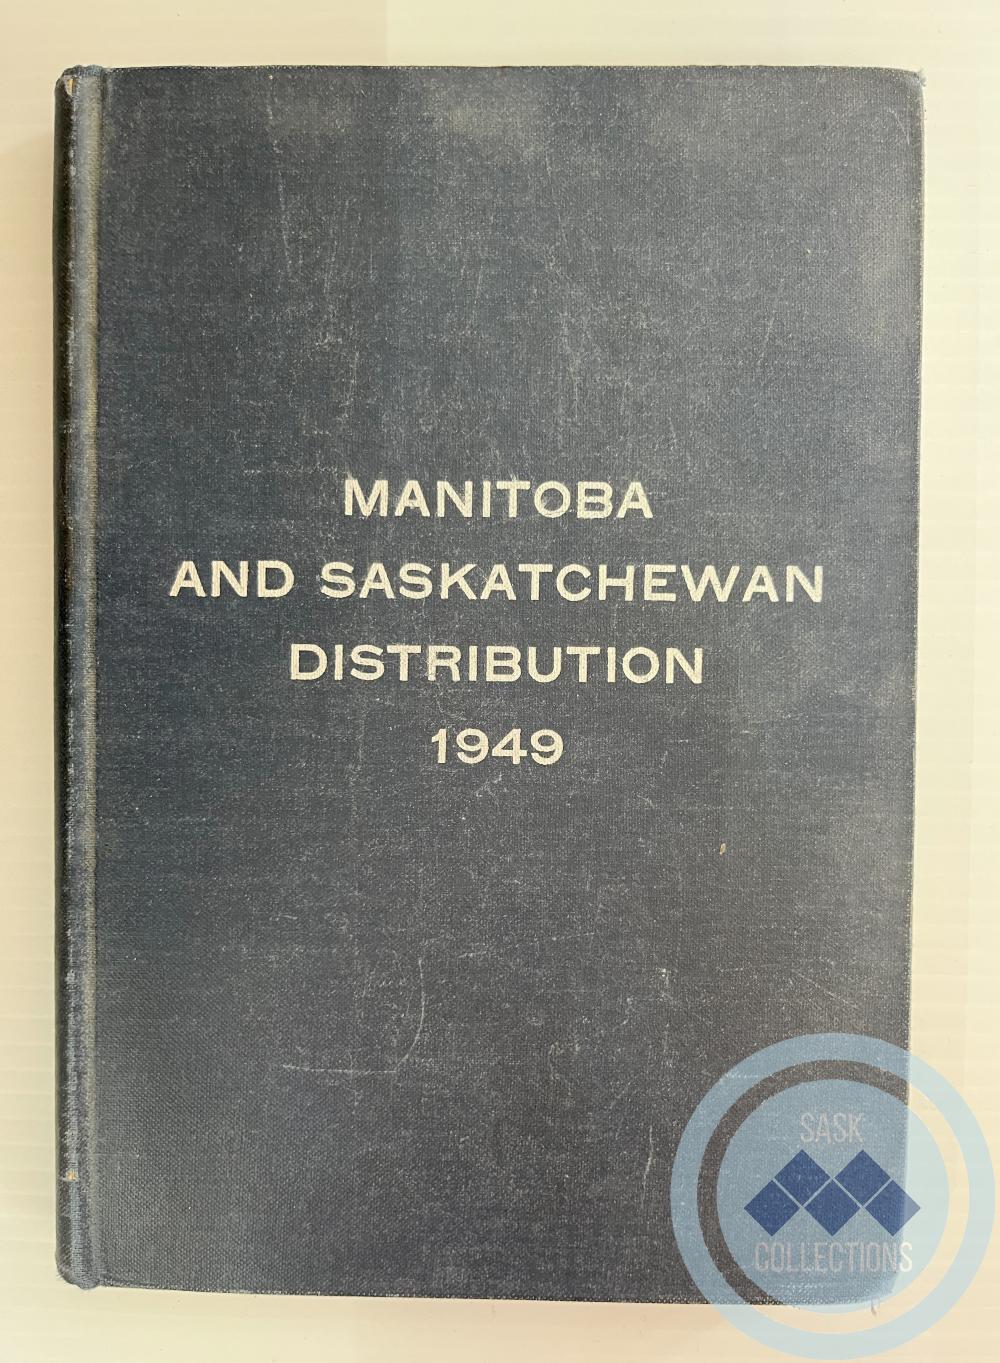 MANITOBA
AND SASKATCHEWAN
DISTRIBUTION
1949
SASK
COLLECTIONS